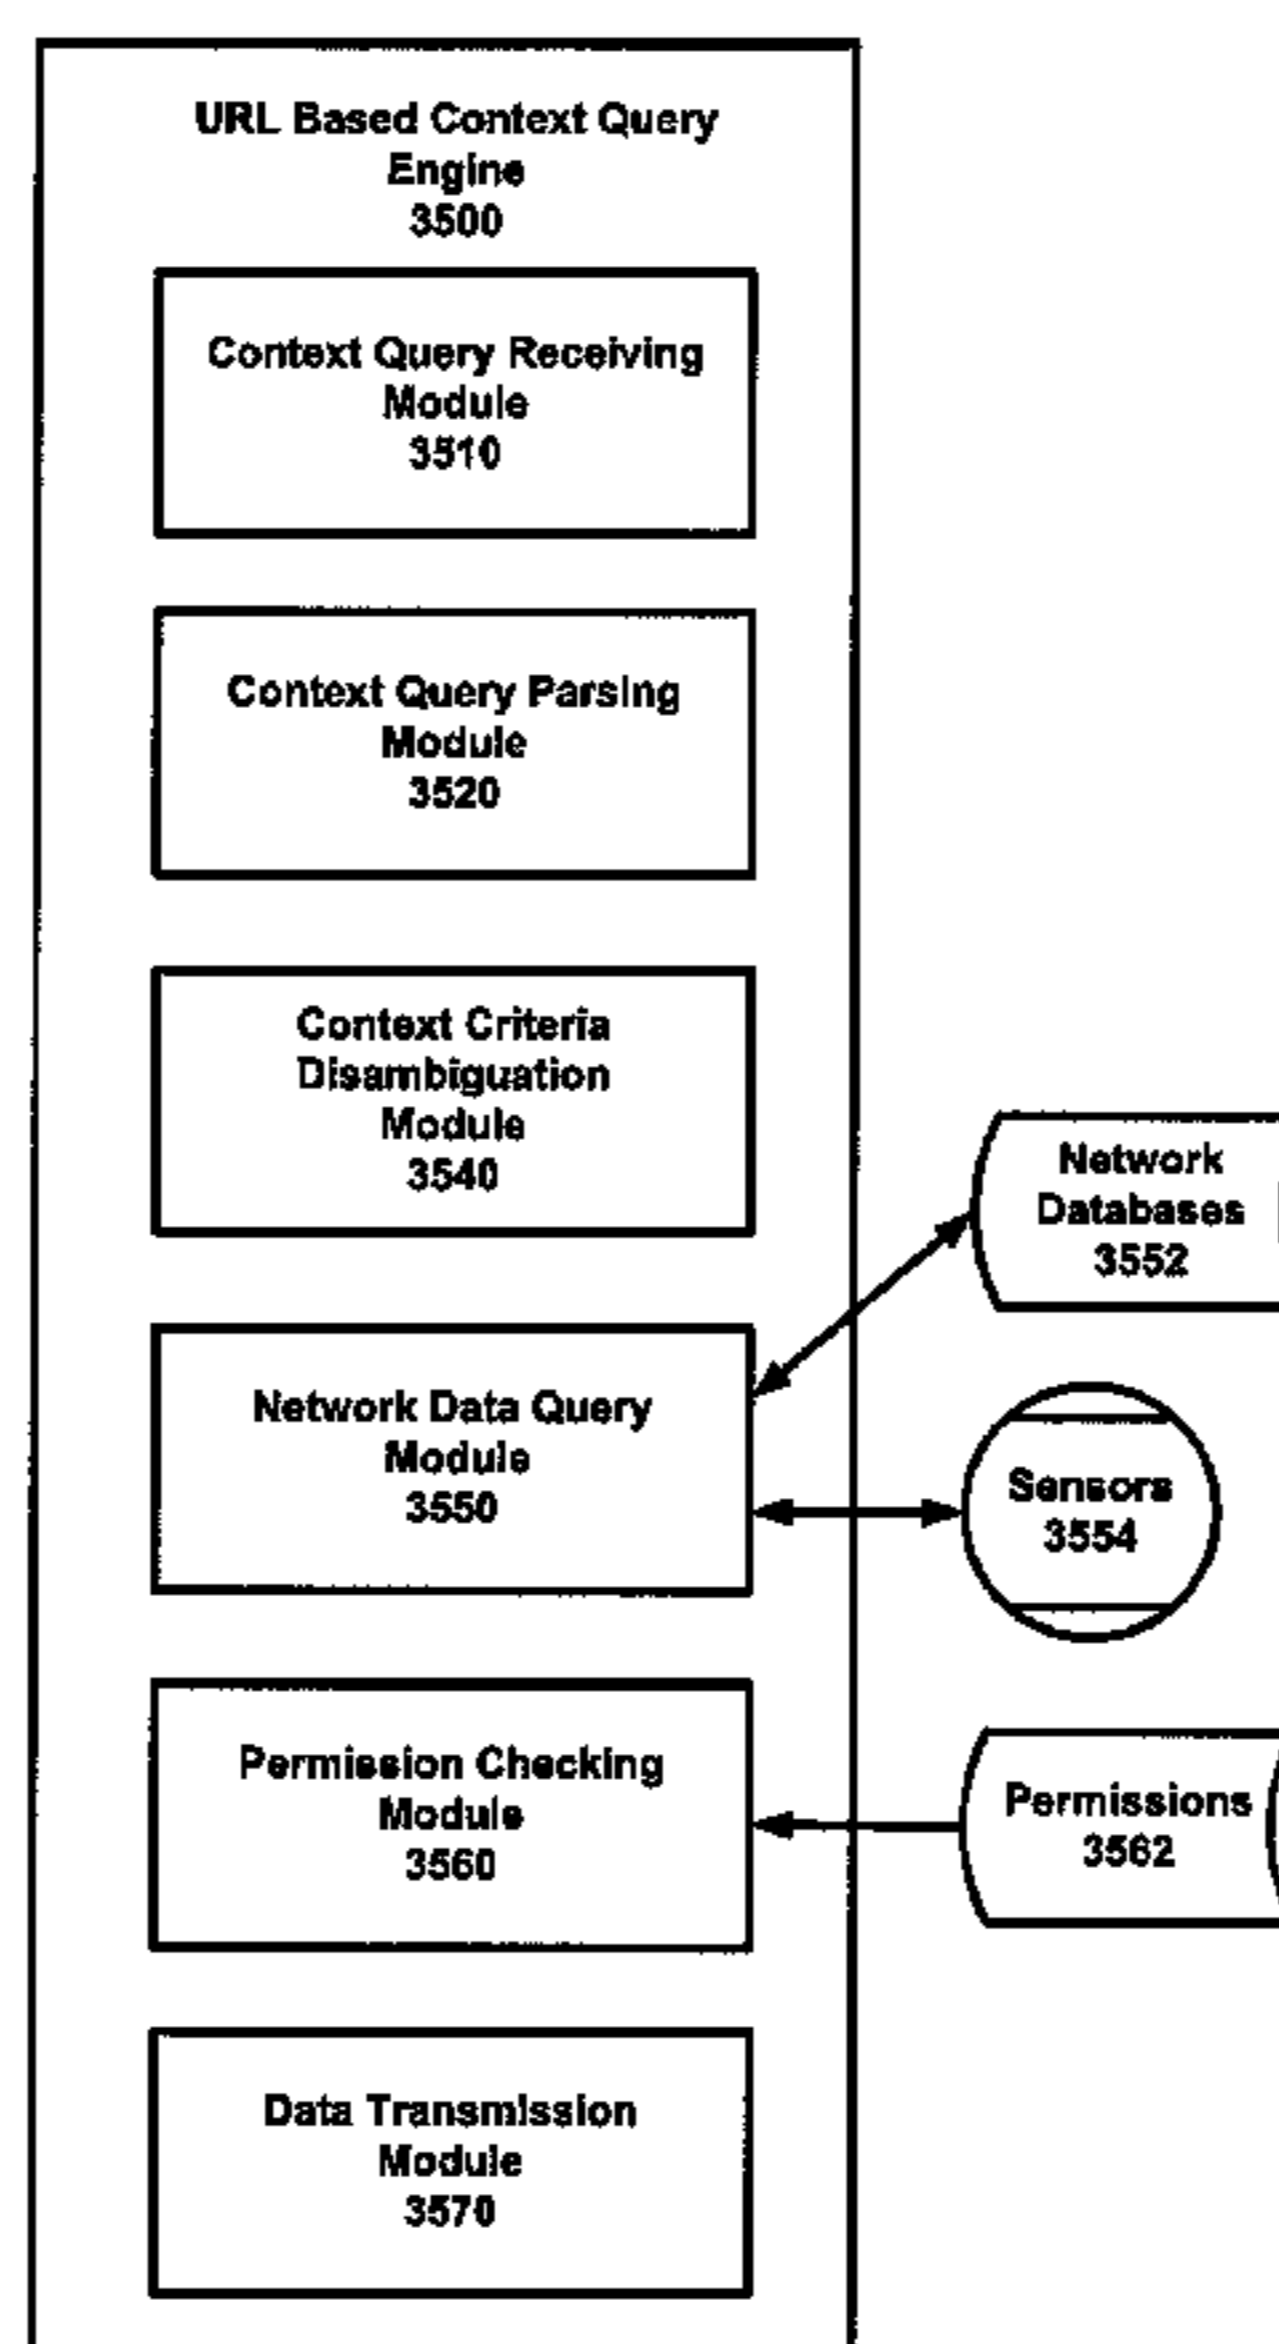 URL Based Context Query
Engine
3500
Context Query Receiving
Module
3510
Context Query Parsing
Module
3520
Context Criteria
Disambiguation
Module
3540
Network
Databases
3552
Network Data Query
Module
3550
Sensors
3554
Permission Checking
Module
3560
Permissions
3562
Data Transmission
Module
3570